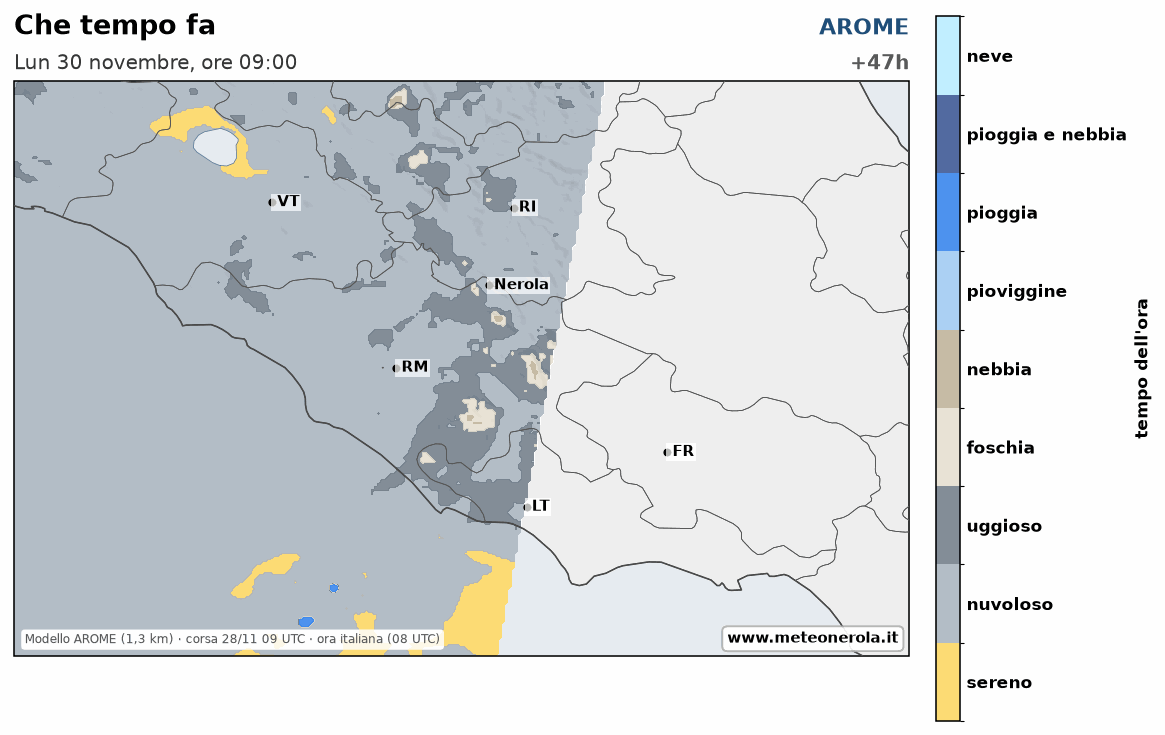 Che tempo fa
AROME
Lun 30 novembre, ore 09:00
+47h
neve
pioggia e nebbia
pioggia
pioviggine
nebbia
foschia
uggioso
nuvoloso
sereno
tempo dell'ora
VT
RI
Nerola
RM
FR
LT
Modello AROME (1,3 km) · corsa 28/11 09 UTC · ora italiana (08 UTC)
www.meteonerola.it